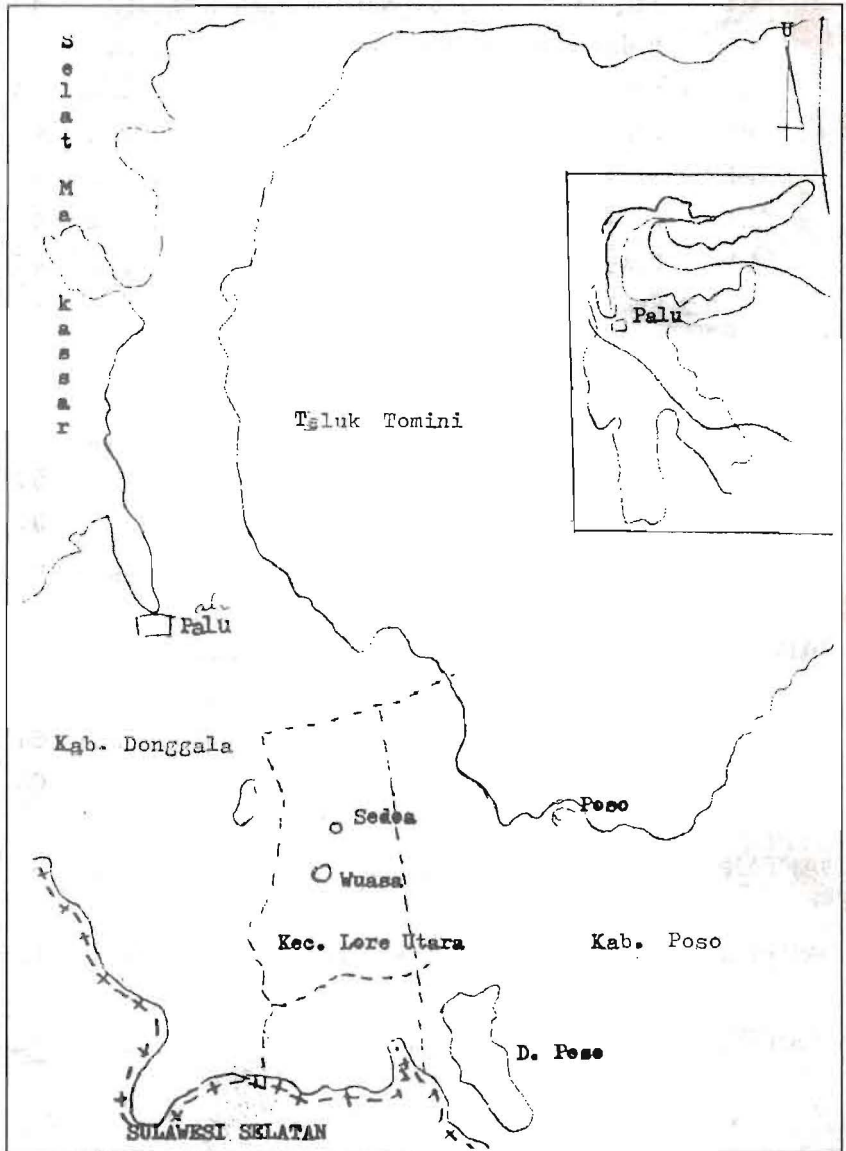 Selat Makassar
U
Palu
Teluk Tomini
Palu
Kab. Donggala
Poso
Sedoa
Wuasa
Kec. Lore Utara
Kab. Poso
D. Poso
SULAWESI SELATAN